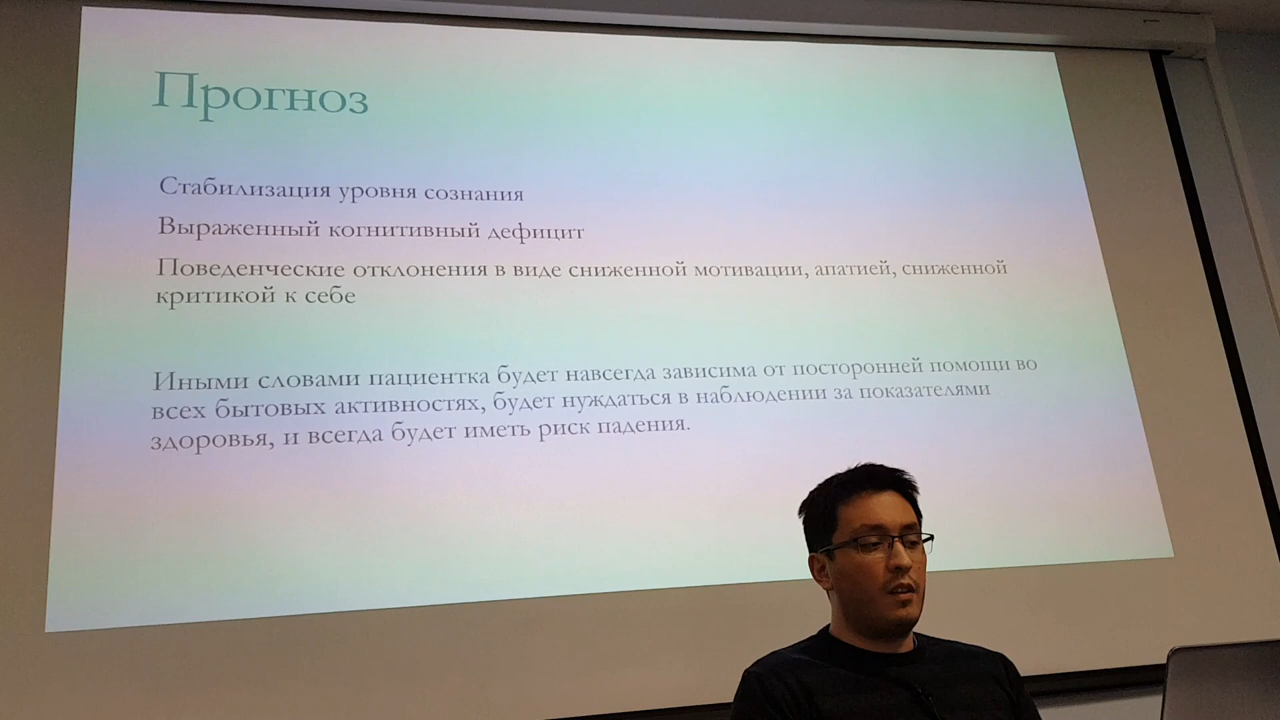 Прогноз
Стабилизация уровня сознания
Выраженный когнитивный дефицит
Поведенческие отклонения в виде сниженной мотивации, апатией, сниженной
критикой к себе
Иными словами пациентка будет навсегда зависима от посторонней помощи во
всех бытовых активностях, будет нуждаться в наблюдении за показателями
здоровья, и всегда будет иметь риск падения.